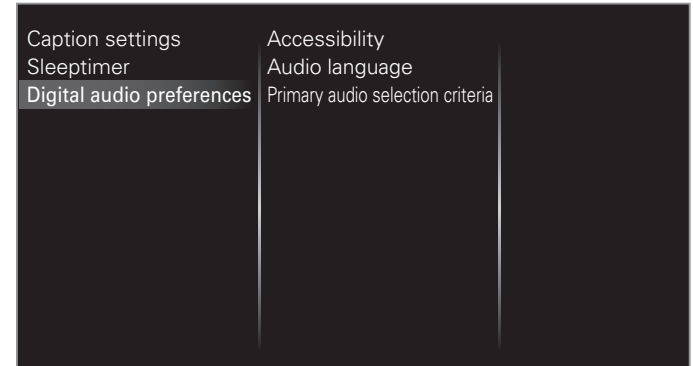 Caption settings
Sleeptimer
Digital audio preferences
Accessibility
Audio language
Primary audio selection criteria